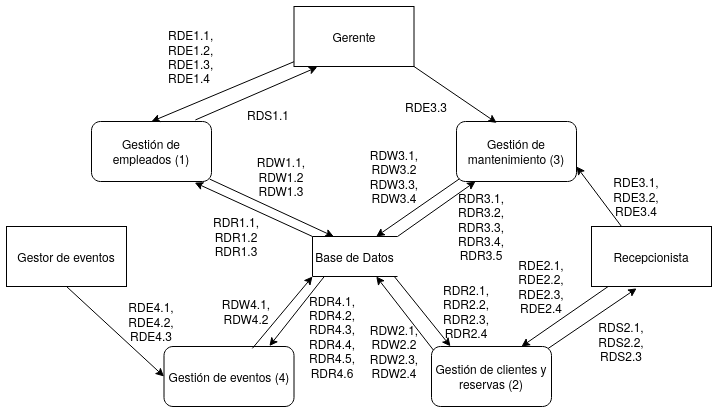 RDE1.1,
RDE1.2,
RDE1.3,
RDE1.4
Gerente
RDS1.1
RDE3.3
Gestión de
empleados (1)
Gestión de
mantenimiento (3)
RDW1.1,
RDW1.2
RDW1.3
RDW3.1,
RDW3.2
RDW3.3,
RDW3.4
RDE3.1,
RDE3.2,
RDE3.4
RDR1.1,
RDR1.2
RDR1.3
RDR3.1,
RDR3.2,
RDR3.3,
RDR3.4,
RDR3.5
Gestor de eventos
Base de Datos
Recepcionista
RDE4.1,
RDE4.2,
RDE4.3
RDW4.1,
RDW4.2
RDR4.1,
RDR4.2,
RDR4.3,
RDR4.4,
RDR4.5,
RDR4.6
RDW2.1,
RDW2.2
RDW2.3,
RDW2.4
RDR2.1,
RDR2.2,
RDR2.3,
RDR2.4
RDE2.1,
RDE2.2,
RDE2.3,
RDE2.4
RDS2.1,
RDS2.2,
RDS2.3
Gestión de eventos (4)
Gestión de clientes y
reservas (2)